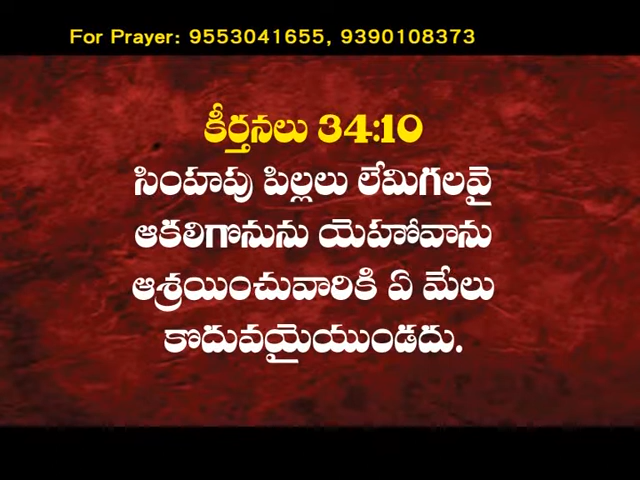 For Prayer: 9553041655, 9390108373
కీర్తనలు 34:10
సింహపు పిల్లలు లేమిగలవై
ఆకలిగొనును యెహోవాను
ఆశ్రయించువారికి ఏ మేలు
కొదువయైయుండదు.